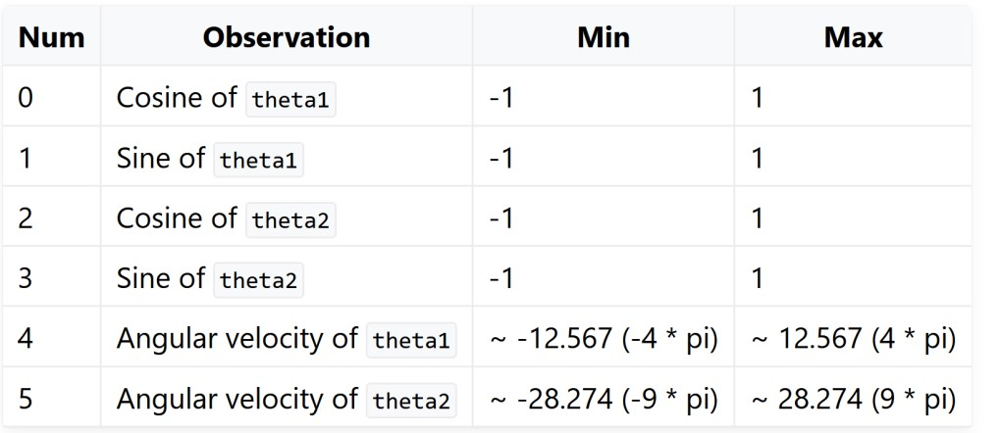 Num Observation Min Max
0 Cosine of theta1 -1 1
1 Sine of theta1 -1 1
2 Cosine of theta2 -1 1
3 Sine of theta2 -1 1
4 Angular velocity of theta1 ~ -12.567 (-4 * pi) ~ 12.567 (4 * pi)
5 Angular velocity of theta2 ~ -28.274 (-9 * pi) ~ 28.274 (9 * pi)